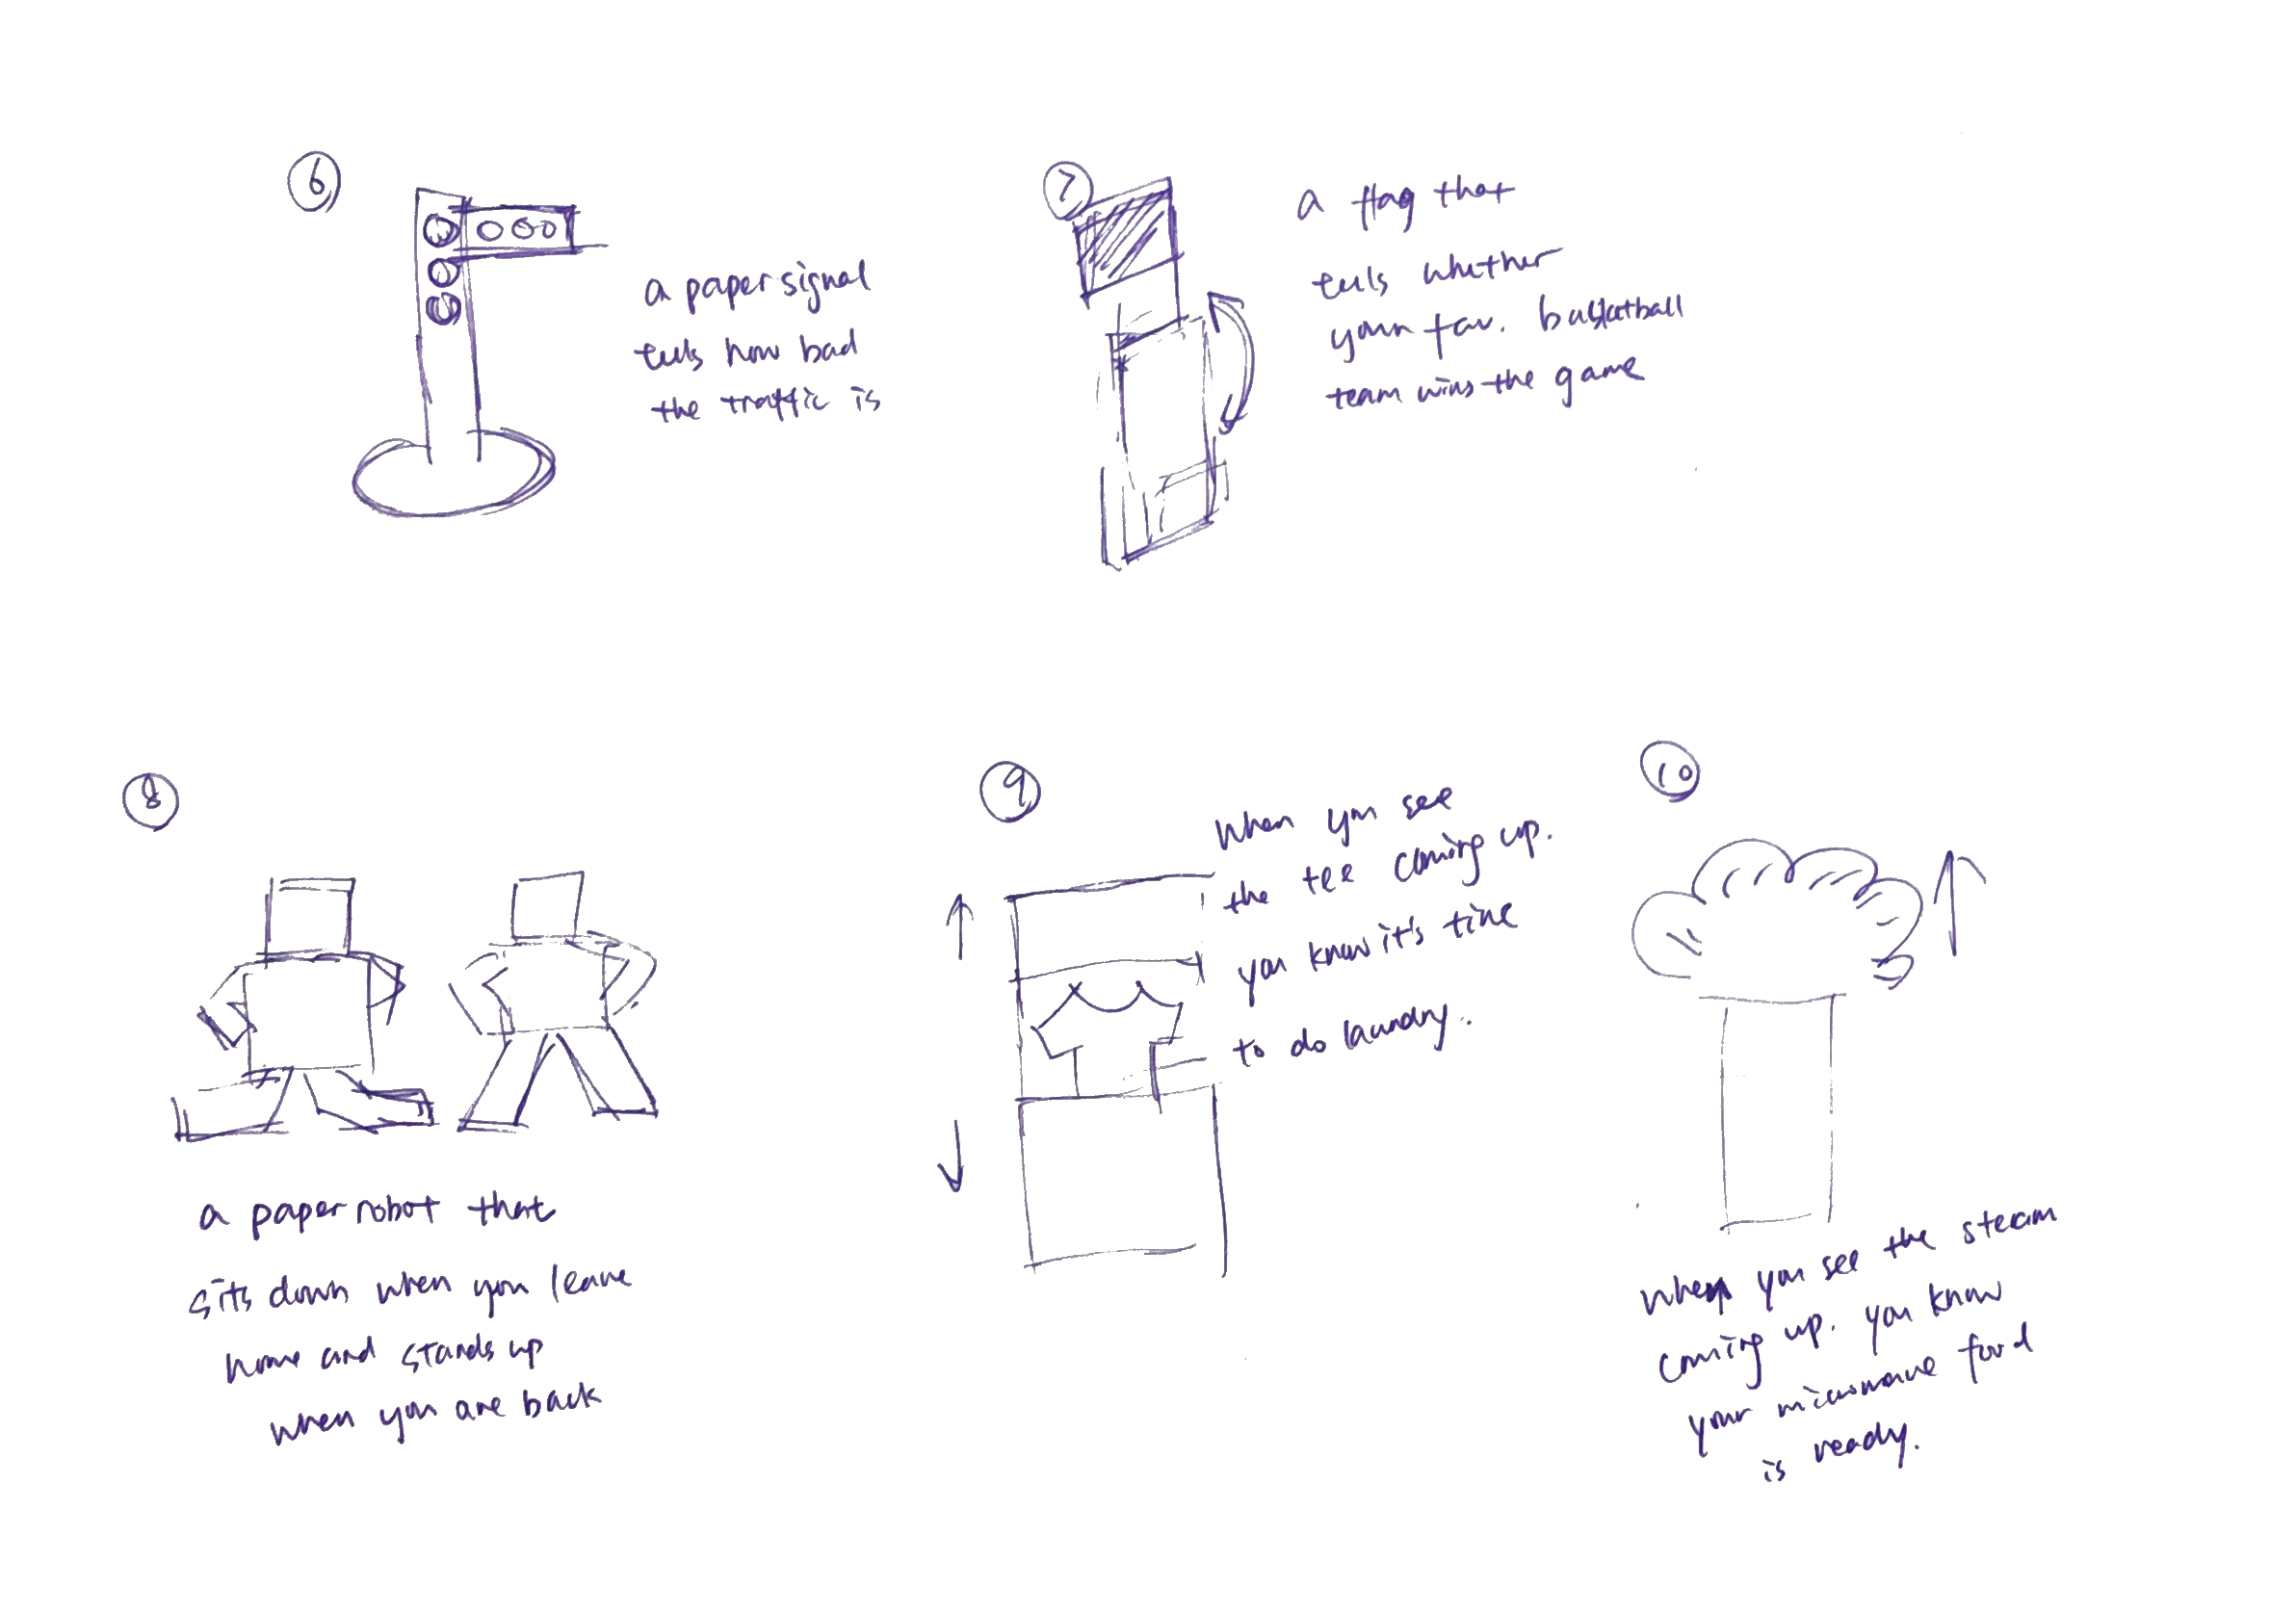 6
a paper signal
tells how bad
the traffic is
7
a flag that
tells whether
your fav. basketball
team wins the game
8
a paper robot that
sits down when you leave
home and stands up
when you are back
9
When you see
the tee coming up.
you know it's time
to do laundry.
10
When you see the steam
coming up. you know
your microwave food
is ready.